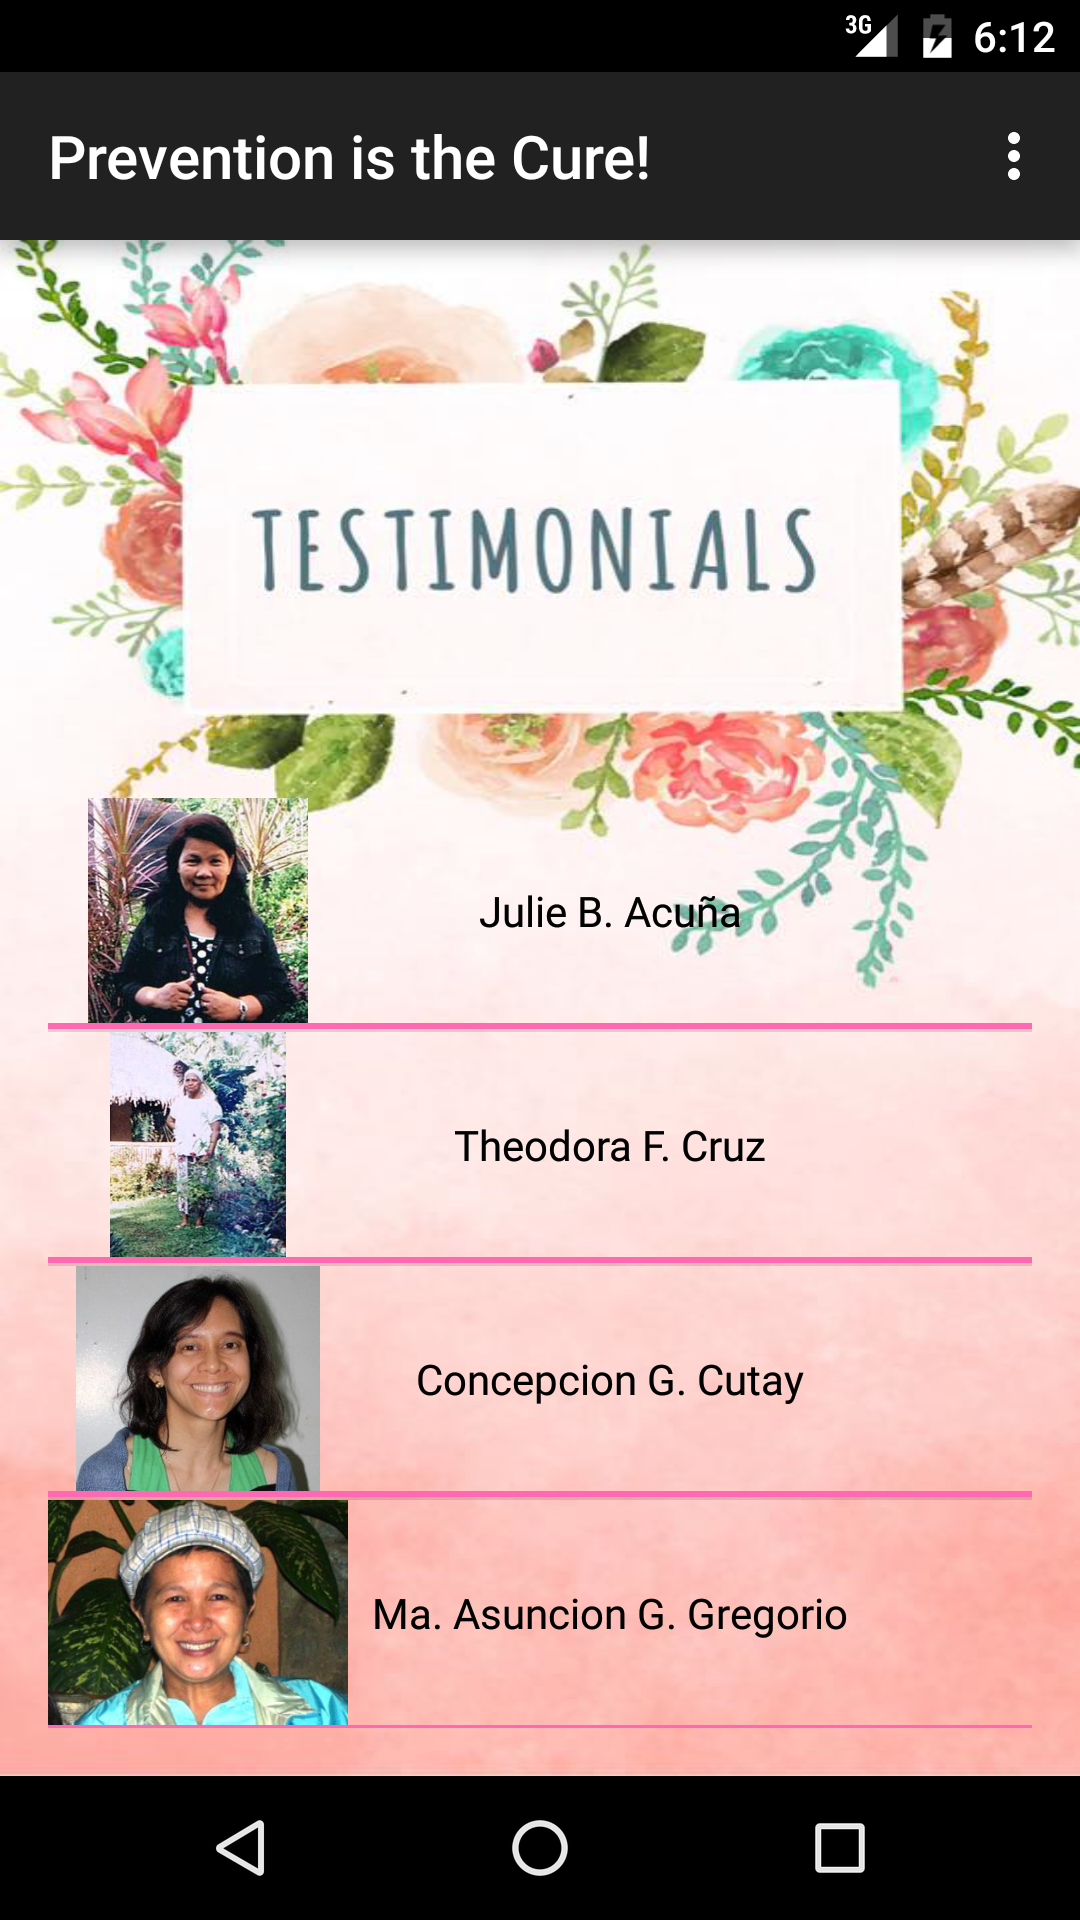 3G 6:12
Prevention is the Cure!
TESTIMONIALS
Julie B. Acuña
Theodora F. Cruz
Concepcion G. Cutay
Ma. Asuncion G. Gregorio